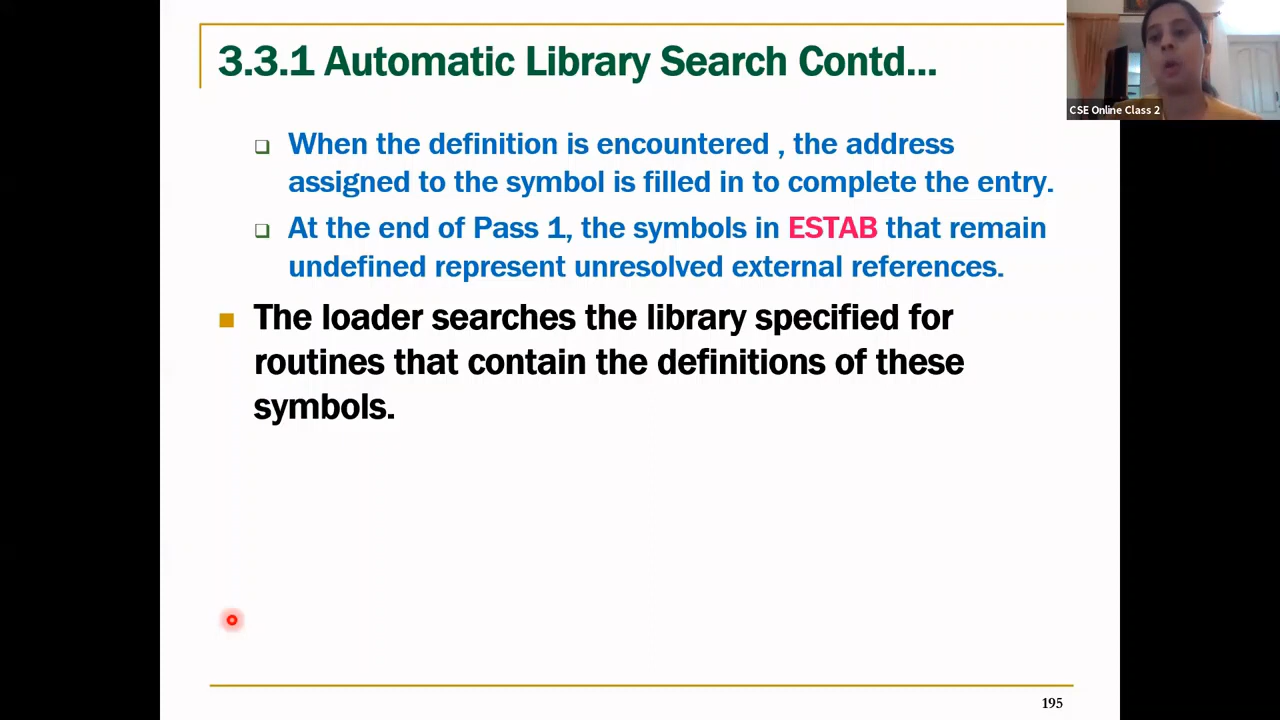 3.3.1 Automatic Library Search Contd...
CSE Online Class 2
When the definition is encountered , the address
assigned to the symbol is filled in to complete the entry.
At the end of Pass 1, the symbols in ESTAB that remain
undefined represent unresolved external references.
The loader searches the library specified for
routines that contain the definitions of these
symbols.
195